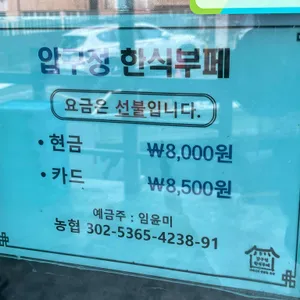 압구정 한식부페
요금은 선불입니다.
• 현금 ₩8,000원
• 카드 ₩8,500원
예금주 : 임윤미
농협 302-5365-4238-91